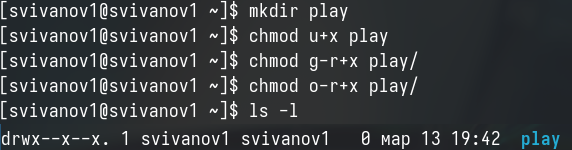 [svivanov1@svivanov1 ~]$ mkdir play
[svivanov1@svivanov1 ~]$ chmod u+x play
[svivanov1@svivanov1 ~]$ chmod g-r+x play/
[svivanov1@svivanov1 ~]$ chmod o-r+x play/
[svivanov1@svivanov1 ~]$ ls -l
drwx--x--x. 1 svivanov1 svivanov1 0 мар 13 19:42 play